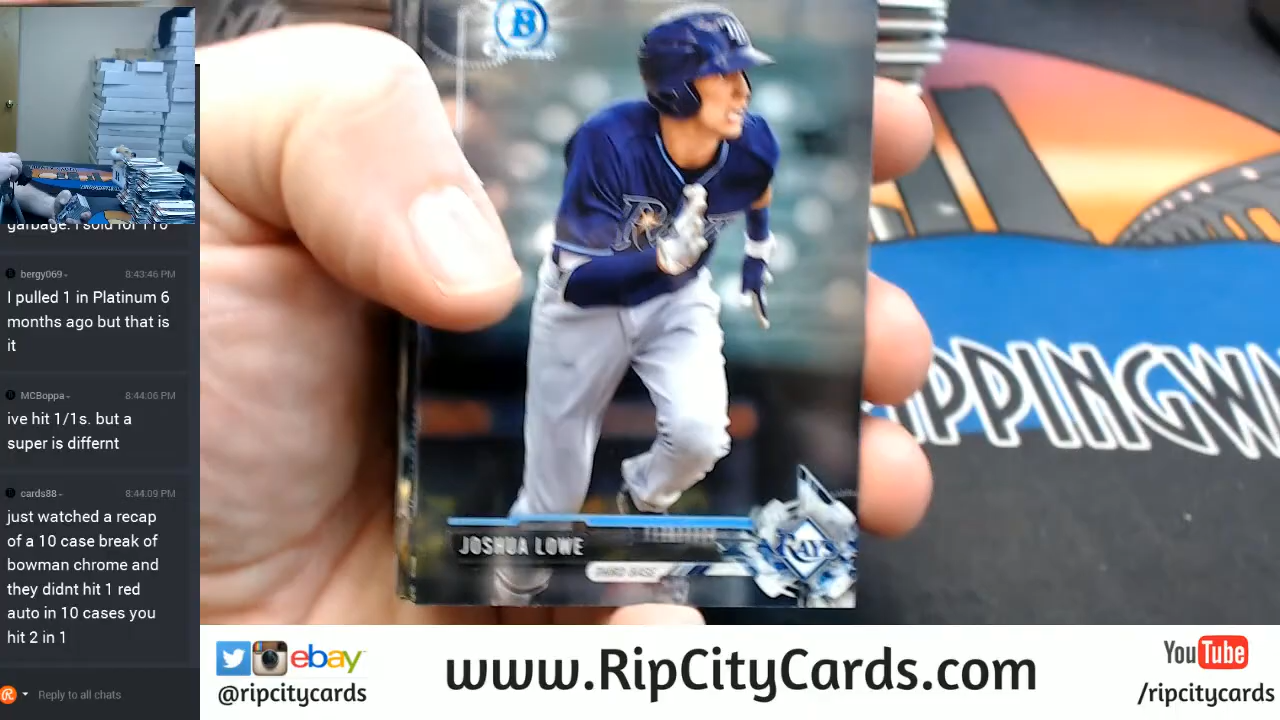 garbage. I sold for 110
bergy069- 8:43:46 PM
I pulled 1 in Platinum 6
months ago but that is
it
MCBoppa- 8:44:06 PM
ive hit 1/1s. but a
super is differnt
cards88- 8:44:09 PM
just watched a recap
of a 10 case break of
bowman chrome and
they didnt hit 1 red
auto in 10 cases you
hit 2 in 1
Reply to all chats
B
Chrome
Rays
JOSHUA LOWE
THIRD BASE
RAYS
IPPINGW
ebay
@ripcitycards
www.RipCityCards.com
YouTube
/ripcitycards